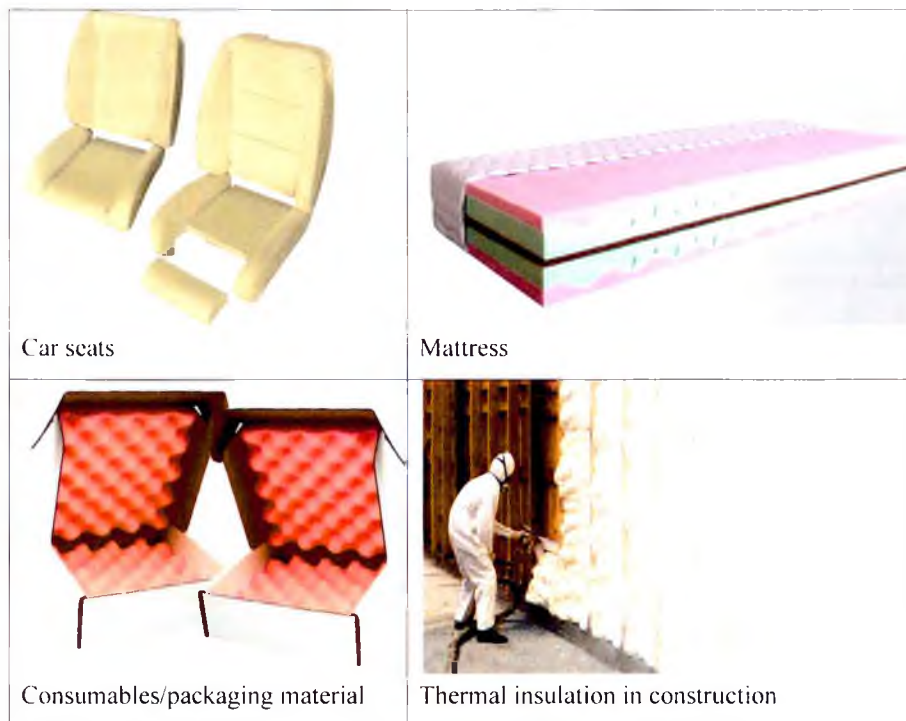 Car seats
Mattress
Consumables/packaging material
Thermal insulation in construction